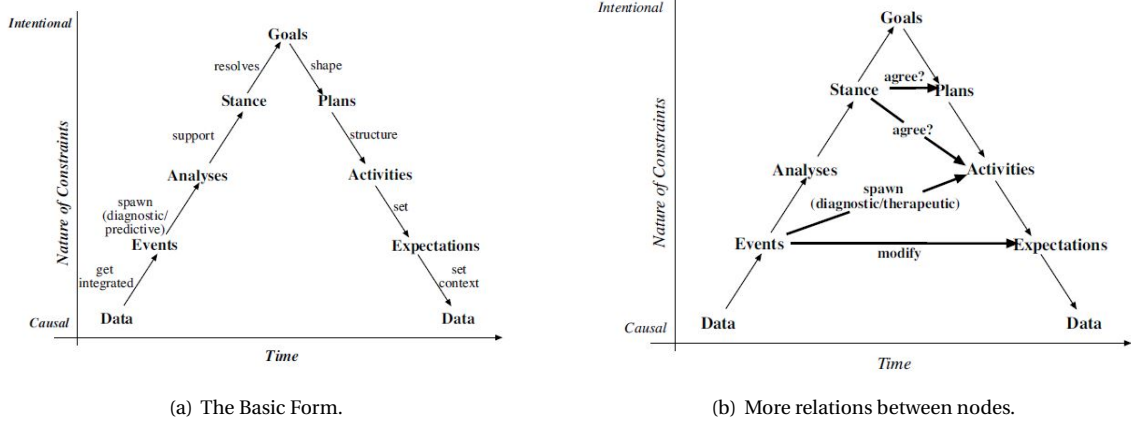 Intentional
Goals
resolves
shape
Stance
Plans
support
structure
Analyses
Activities
spawn
(diagnostic/
predictive)
set
Events
Expectations
get
integrated
set
context
Data
Data
Causal
Nature of Constraints
Time
(a) The Basic Form.
Intentional
Goals
agree?
Stance
Plans
agree?
Analyses
Activities
spawn
(diagnostic/therapeutic)
Events
Expectations
modify
Data
Data
Causal
Nature of Constraints
Time
(b) More relations between nodes.